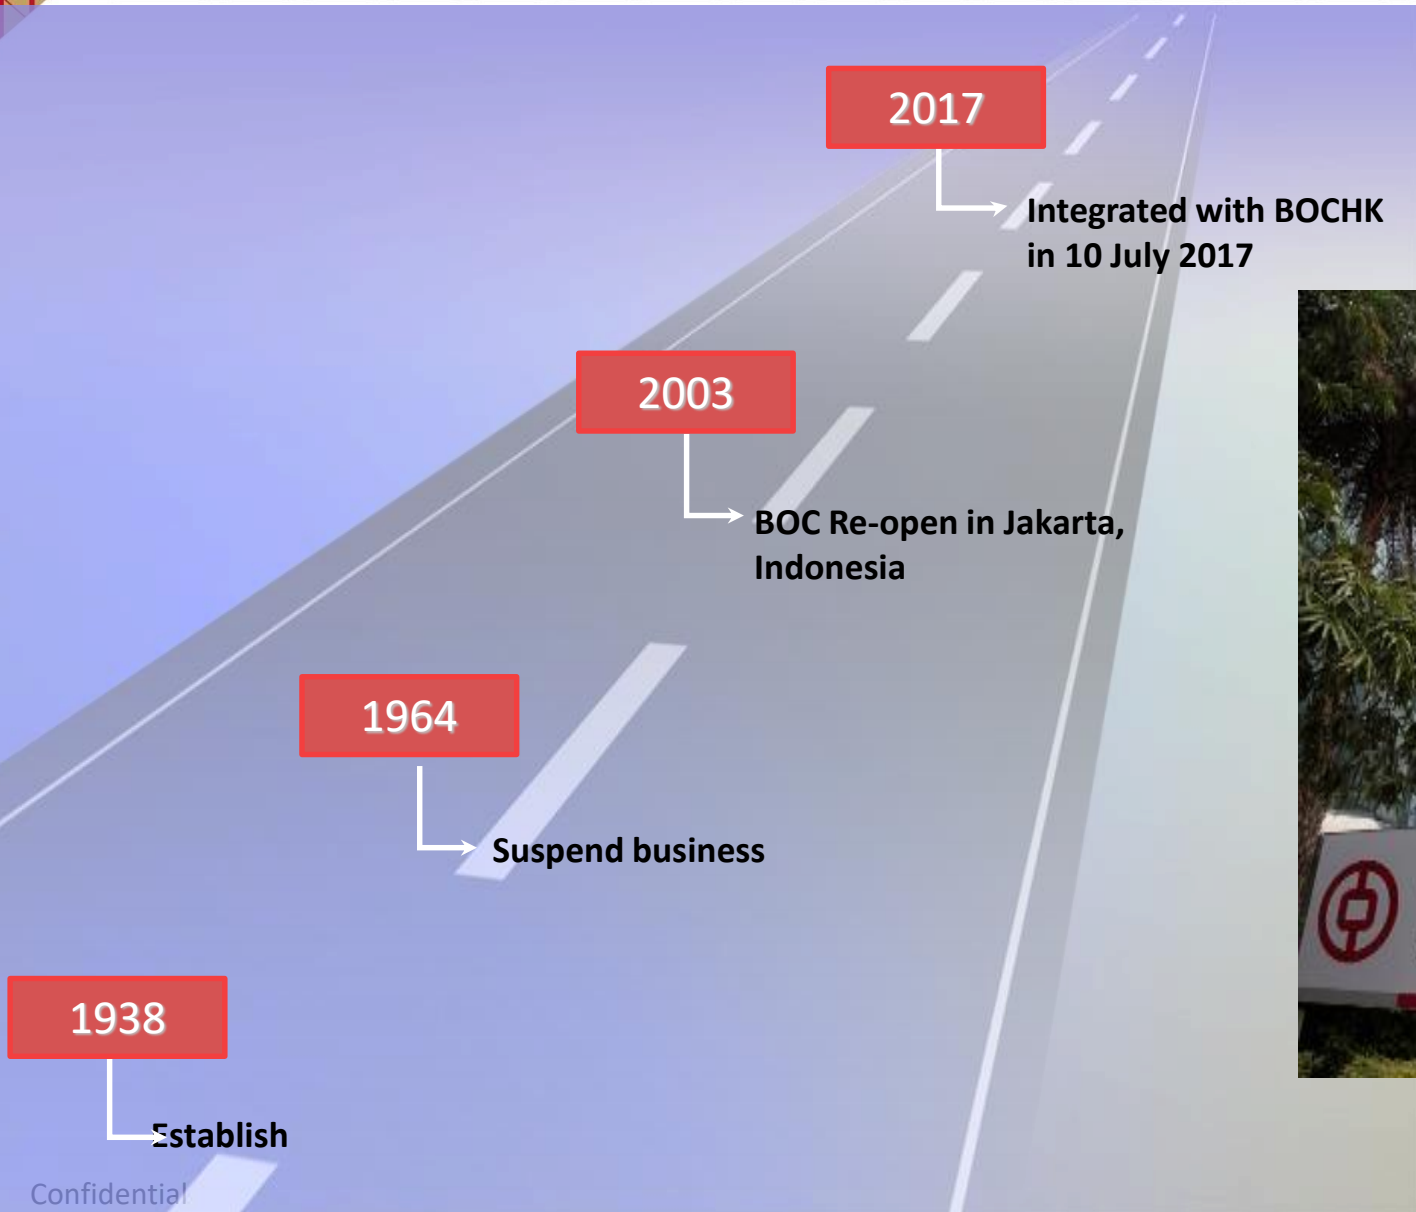 2017
Integrated with BOCHK
in 10 July 2017
2003
BOC Re-open in Jakarta,
Indonesia
1964
Suspend business
1938
Establish
Confidential